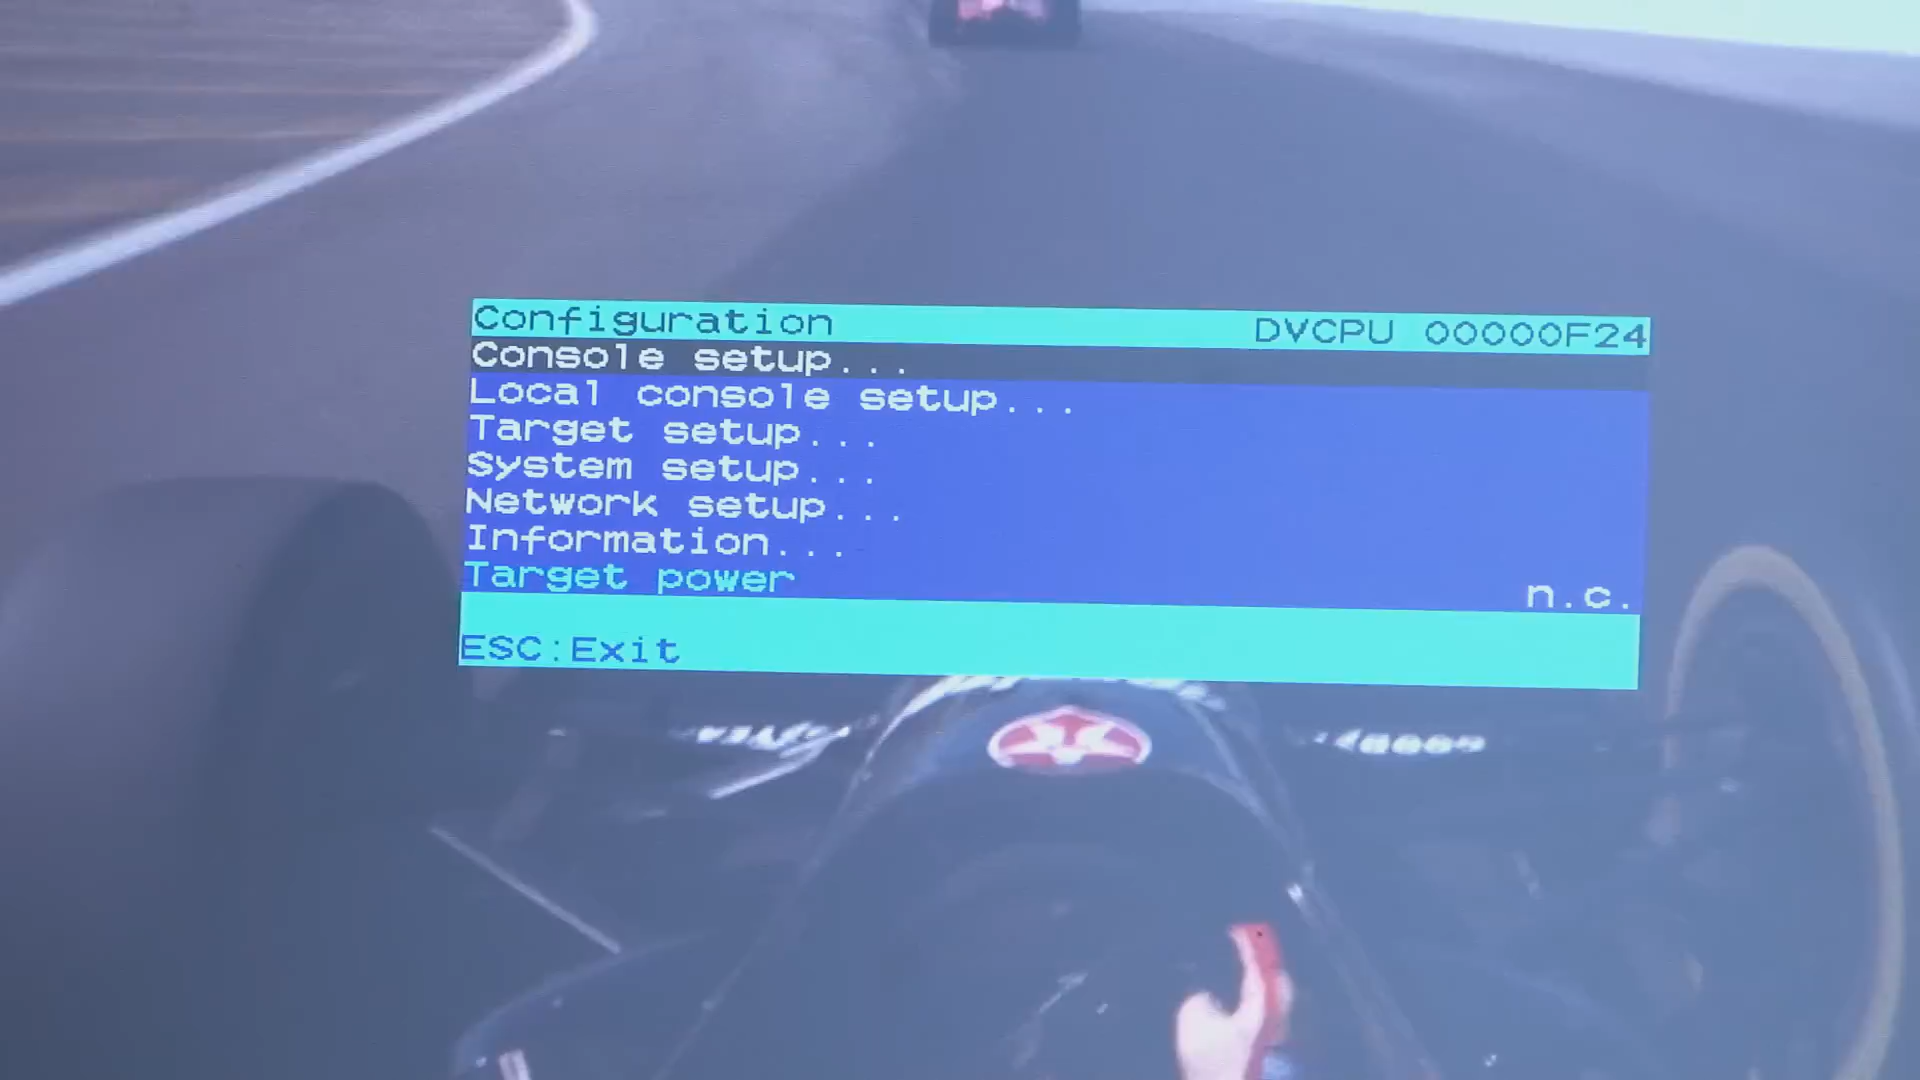 Configuration DVCPU 00000F24
Console setup...
Local console setup...
Target setup...
System setup...
Network setup...
Information...
Target power n.c.
ESC:Exit